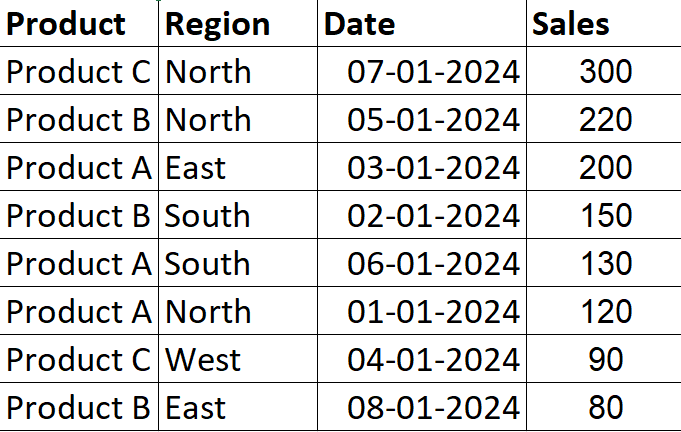 Product Region Date Sales
Product C North 07-01-2024 300
Product B North 05-01-2024 220
Product A East 03-01-2024 200
Product B South 02-01-2024 150
Product A South 06-01-2024 130
Product A North 01-01-2024 120
Product C West 04-01-2024 90
Product B East 08-01-2024 80